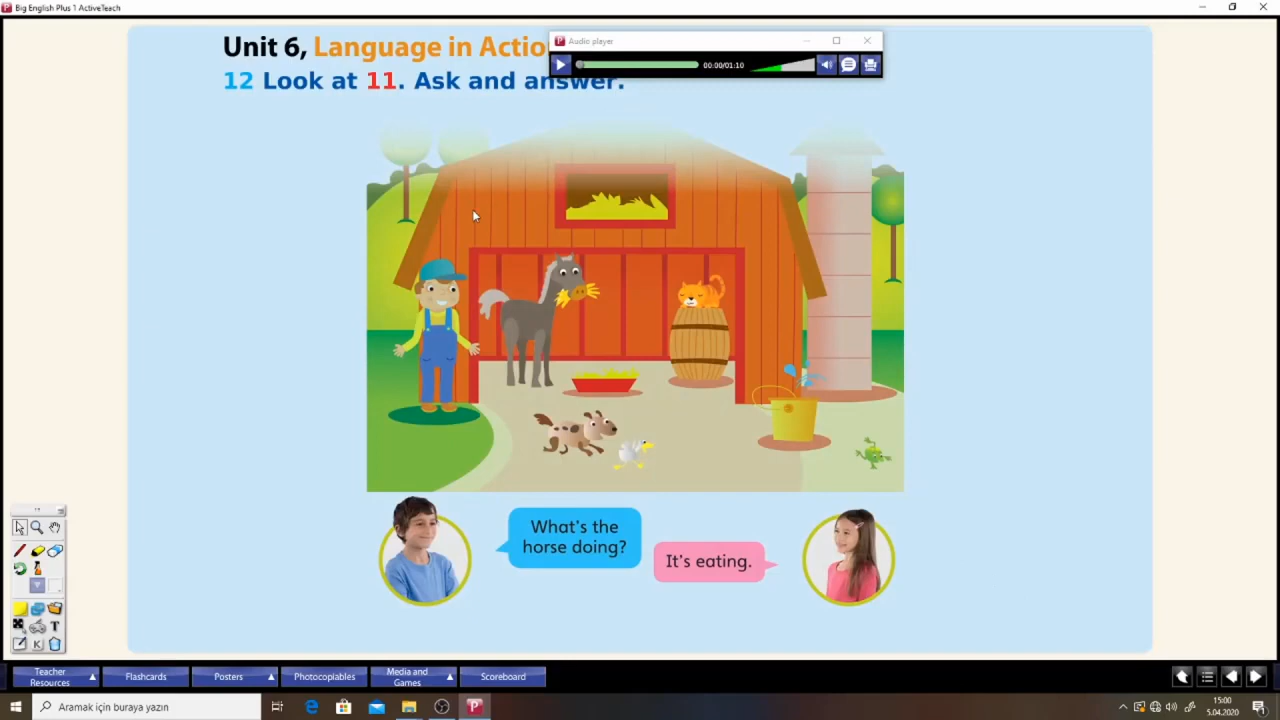 Big English Plus 1 ActiveTeach
Audio player
Unit 6, Language in Actio
00:00/01:10
12 Look at 11. Ask and answer.
What's the
horse doing?
It's eating.
T
K
Teacher
Resources
Flashcards
Posters
Photocopiables
Media and
Games
Scoreboard
Aramak için buraya yazın
15:00
5.04.2020
1